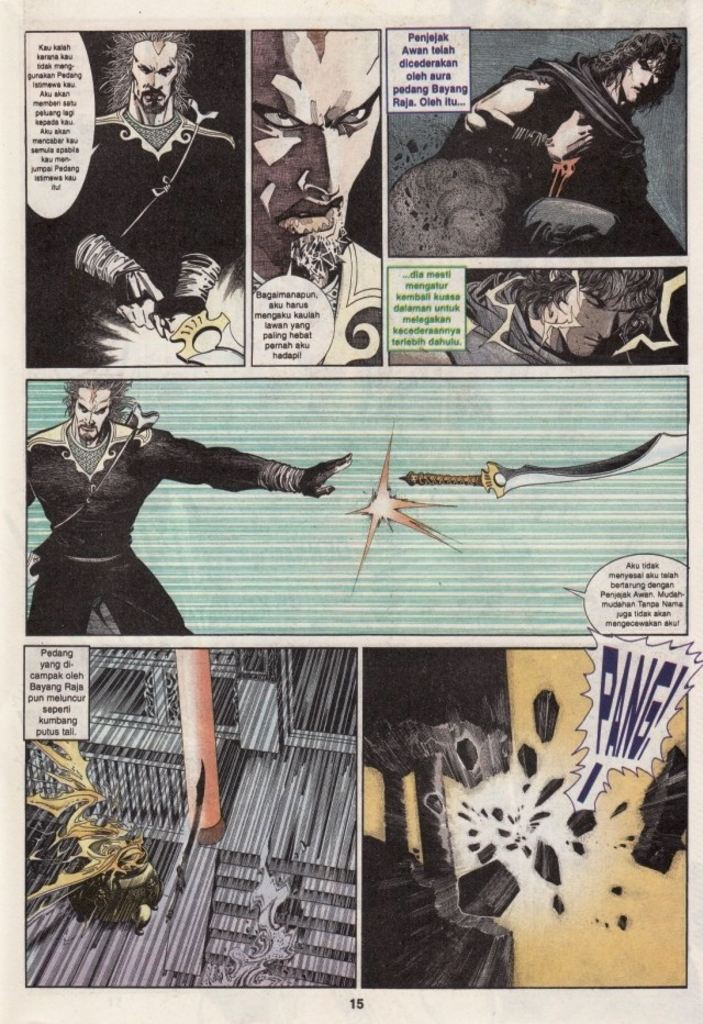 Kau kalah
kerana kau
tidak meng-
gunakan Pedang
Istimewa kau.
Aku akan
memberi satu
peluang lagi
kepada kau.
Aku akan
mencabar kau
semula apabila
kau men-
jumpai Pedang
Istimewa kau
itu!
Bagaimanapun,
aku harus
mengaku kaulah
lawan yang
paling hebat
pernah aku
hadapi!
Penjejak
Awan telah
dicederakan
oleh aura
pedang Bayang
Raja. Oleh itu...
...dia mesti
mengatur
kembali kuasa
dalaman untuk
melegakan
kecederaannya
terlebih dahulu.
Aku tidak
menyesal aku telah
bertarung dengan
Penjejak Awan. Mudah-
mudahan Tanpa Nama
juga tidak akan
mengecewakan aku!
Pedang
yang di-
campak oleh
Bayang Raja
pun meluncur
seperti
kumbang
putus tali.
PANG!
15